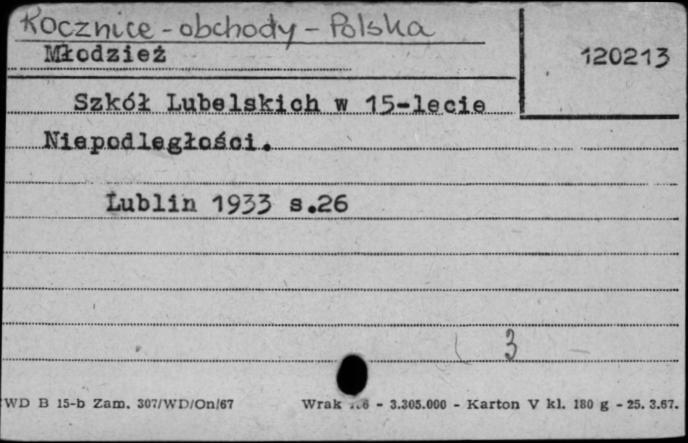 Rocznice - obchody - Polska
Młodzież
120213
Szkół Lubelskich w 15-lecie
Niepodległości.
Lublin 1933 s.26
3
WD B 15-b Zam. 307/WD/On/67
Wrak - 3.305.000 - Karton V kl. 180 g - 25. 3.67.